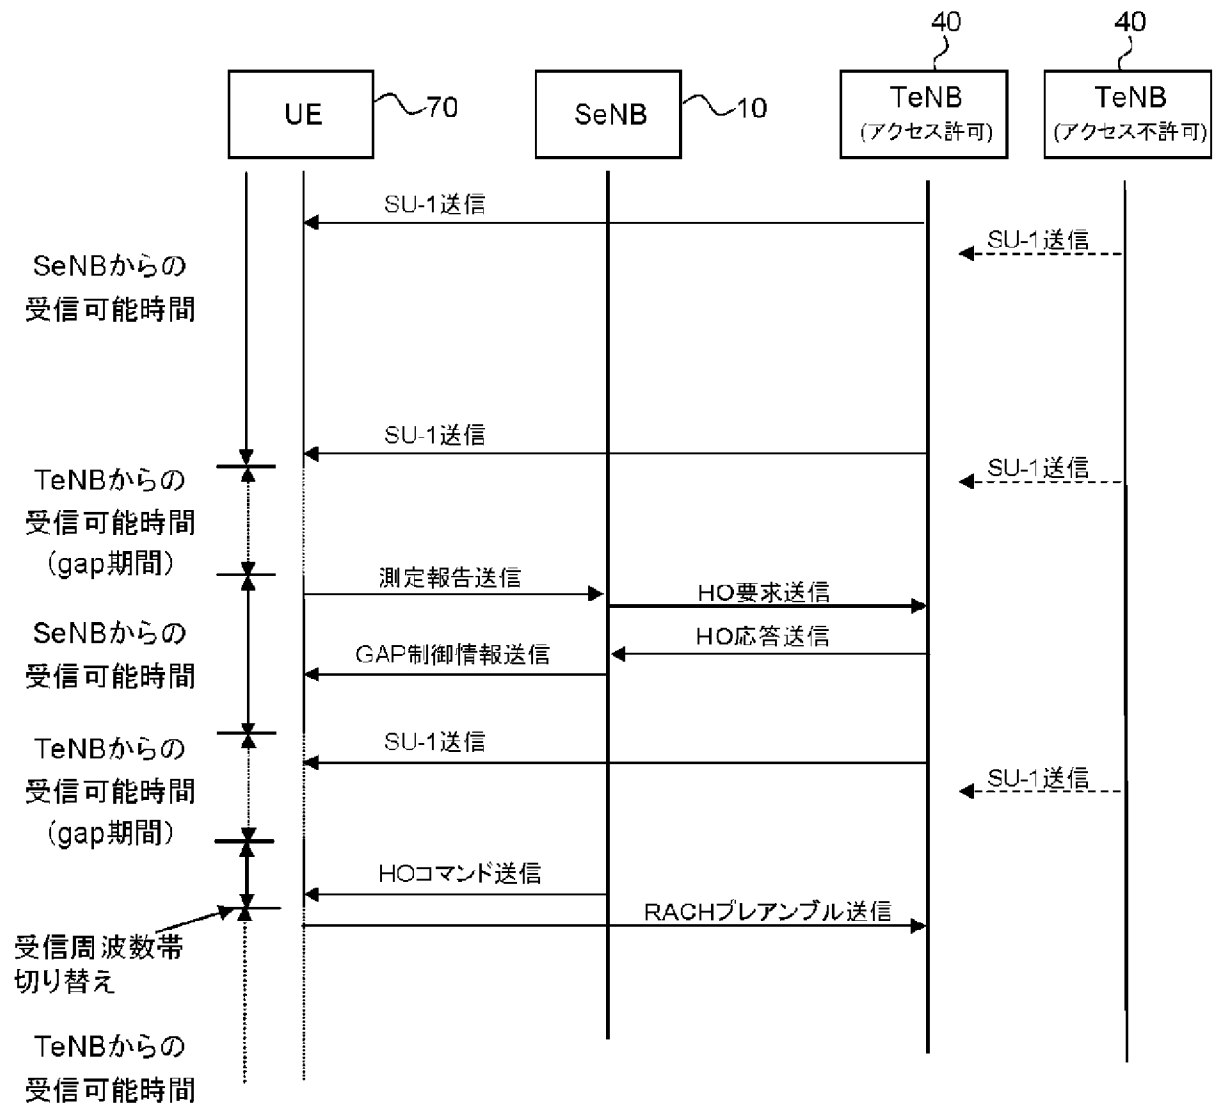 40
40
UE
70
SeNB
10
TeNB
(アクセス許可)
TeNB
(アクセス不許可)
SU-1送信
SU-1送信
SeNBからの
受信可能時間
SU-1送信
SU-1送信
TeNBからの
受信可能時間
(gap期間)
測定報告送信
HO要求送信
HO応答送信
GAP制御情報送信
SeNBからの
受信可能時間
SU-1送信
SU-1送信
TeNBからの
受信可能時間
(gap期間)
HOコマンド送信
RACHプレアンブル送信
受信周波数帯
切り替え
TeNBからの
受信可能時間